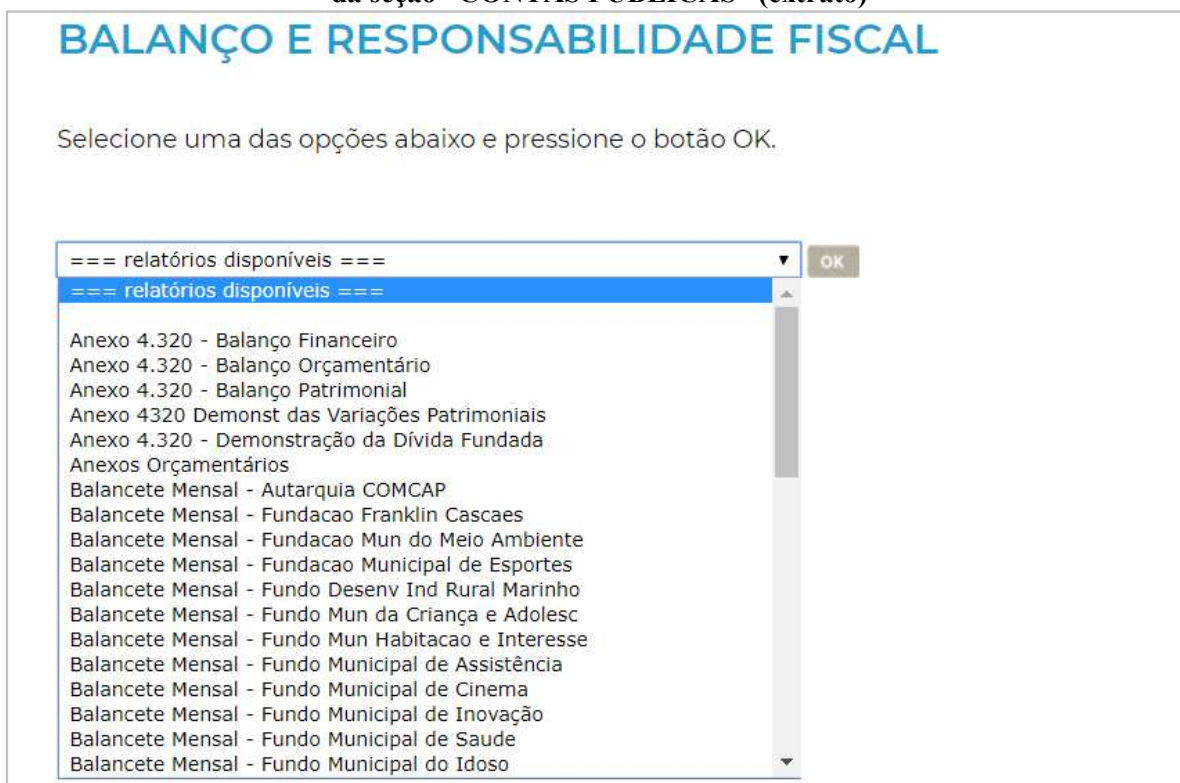 da seção "CONTAS PÚBLICAS" (extrato)
BALANÇO E RESPONSABILIDADE FISCAL
Selecione uma das opções abaixo e pressione o botão OK.
=== relatórios disponíveis === OK
=== relatórios disponíveis ===
Anexo 4.320 - Balanço Financeiro
Anexo 4.320 - Balanço Orçamentário
Anexo 4.320 - Balanço Patrimonial
Anexo 4320 Demonst das Variações Patrimoniais
Anexo 4.320 - Demonstração da Dívida Fundada
Anexos Orçamentários
Balancete Mensal - Autarquia COMCAP
Balancete Mensal - Fundacao Franklin Cascaes
Balancete Mensal - Fundacao Mun do Meio Ambiente
Balancete Mensal - Fundacao Municipal de Esportes
Balancete Mensal - Fundo Desenv Ind Rural Marinho
Balancete Mensal - Fundo Mun da Criança e Adolesc
Balancete Mensal - Fundo Mun Habitacao e Interesse
Balancete Mensal - Fundo Municipal de Assistência
Balancete Mensal - Fundo Municipal de Cinema
Balancete Mensal - Fundo Municipal de Inovação
Balancete Mensal - Fundo Municipal de Saude
Balancete Mensal - Fundo Municipal do Idoso